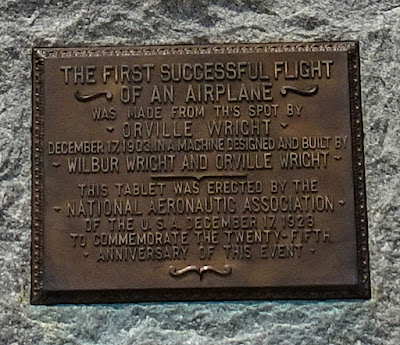 THE FIRST SUCCESSFUL FLIGHT
OF AN AIRPLANE
WAS MADE FROM THIS SPOT BY
- ORVILLE WRIGHT -
DECEMBER 17, 1903 IN A MACHINE DESIGNED AND BUILT BY
- WILBUR WRIGHT AND ORVILLE WRIGHT -
THIS TABLET WAS ERECTED BY THE
- NATIONAL AERONAUTIC ASSOCIATION -
OF THE U.S.A. DECEMBER 17, 1928
TO COMMEMORATE THE TWENTY-FIFTH
- ANNIVERSARY OF THIS EVENT -